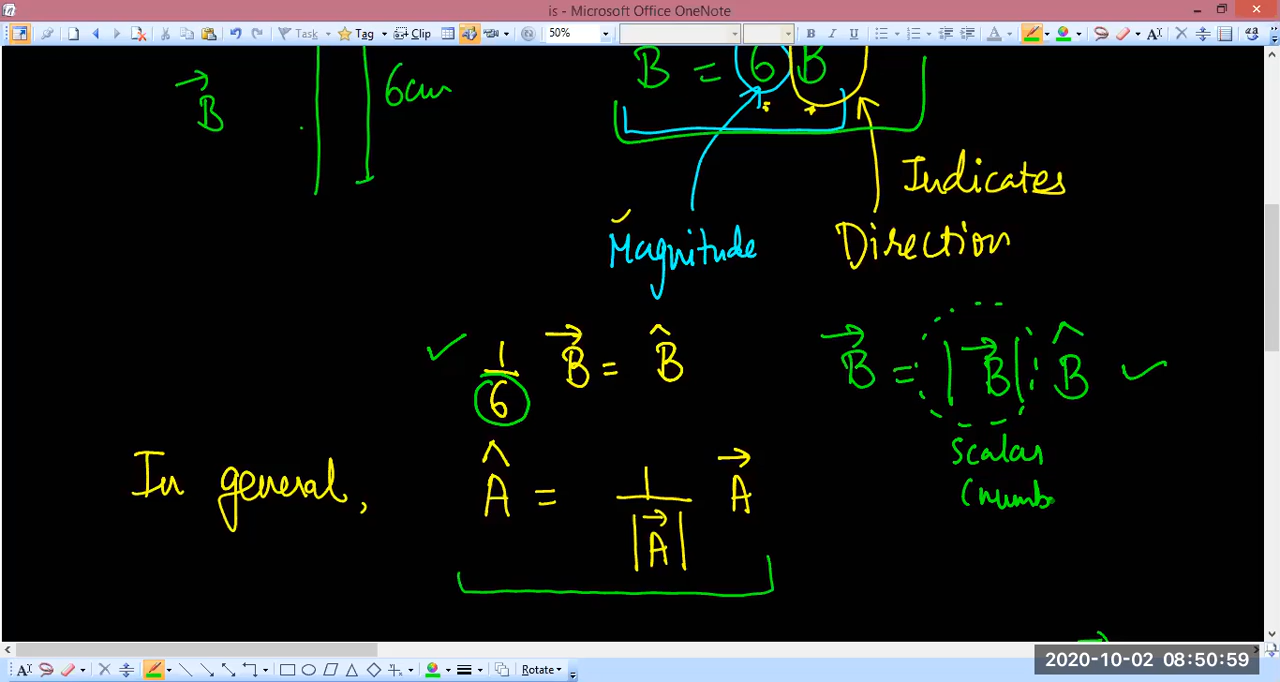 is - Microsoft Office OneNote
Task Tag Clip 50% B I U A
B⃗ 6cm
B = 6 B
Indicates
Magnitude Direction
1/6 B⃗ = B̂
B⃗ = |B⃗| B̂
Scalar
(numb
In general, Â = 1/|A⃗| A⃗
Rotate
2020-10-02 08:50:59